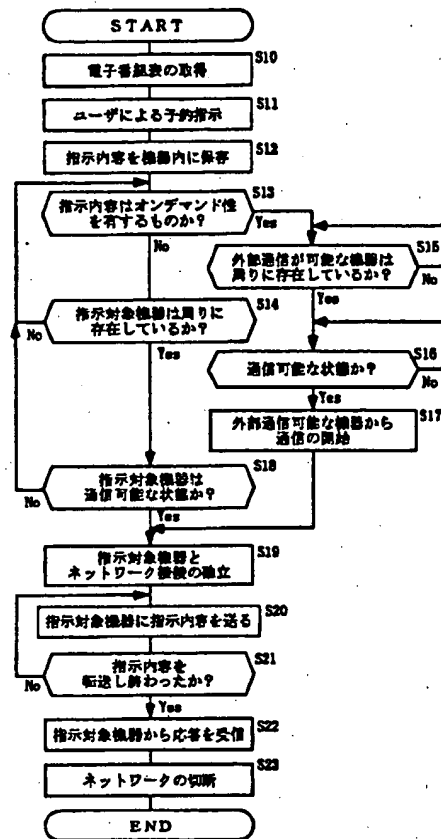 START
S10
電子番組表の取得
S11
ユーザによる予約指示
S12
指示内容を機器内に保存
S13
指示内容はオンデマンド性
を有するものか?
Yes
No
S15
外部通信が可能な機器は
周りに存在しているか?
No
Yes
S14
指示対象機器は周りに
存在しているか?
No
Yes
S16
通信可能な状態か?
No
Yes
S17
外部通信可能な機器から
通信の開始
S18
指示対象機器は
通信可能な状態か?
No
Yes
S19
指示対象機器と
ネットワーク接続の確立
S20
指示対象機器に指示内容を送る
S21
指示内容を
転送し終わったか?
No
Yes
S22
指示対象機器から応答を受信
S23
ネットワークの切断
END